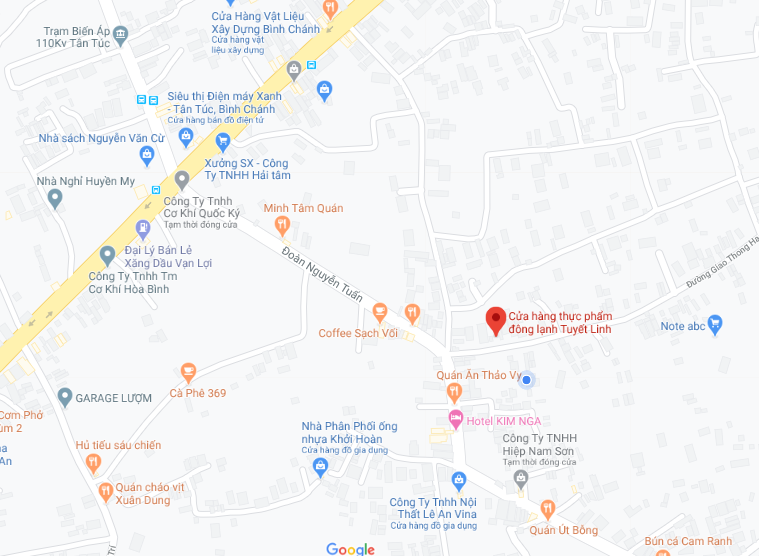 Cửa Hàng Vật Liệu
Xây Dựng Bình Chánh
Cửa hàng vật
liệu xây dựng
Trạm Biến Áp
110Kv Tân Túc
Siêu thị Điện máy Xanh
- Tân Túc, Bình Chánh
Cửa hàng bán đồ điện tử
Nhà sách Nguyễn Văn Cừ
Xưởng SX - Công
Ty TNHH Hải tâm
Nhà Nghỉ Huyền My
Công Ty Tnhh
Cơ Khí Quốc Ký
Tạm thời đóng cửa
Minh Tâm Quán
Đại Lý Bán Lẻ
Xăng Dầu Vạn Lợi
Đoàn Nguyễn Tuấn
Công Ty Tnhh Tm
Cơ Khí Hòa Bình
Đường Giao Thong Ha
Cửa hàng thực phẩm
đông lạnh Tuyết Linh
Note abc
Coffee Sạch Vối
Quán Ăn Thảo Vy
Cà Phê 369
GARAGE LƯỢM
Hotel KIM NGA
Cơm Phở
ùm 2
Nhà Phân Phối ống
nhựa Khởi Hoàn
Cửa hàng đồ gia dụng
Công Ty TNHH
Hiệp Nam Sơn
Tạm thời đóng cửa
Hủ tiếu sáu chiến
An
Quán cháo vịt
Xuân Dung
Công Ty Tnhh Nội
Thất Lê An Vina
Cửa hàng đồ gia dụng
Quán Út Bông
Bún cá Cam Ranh
Trí
Google